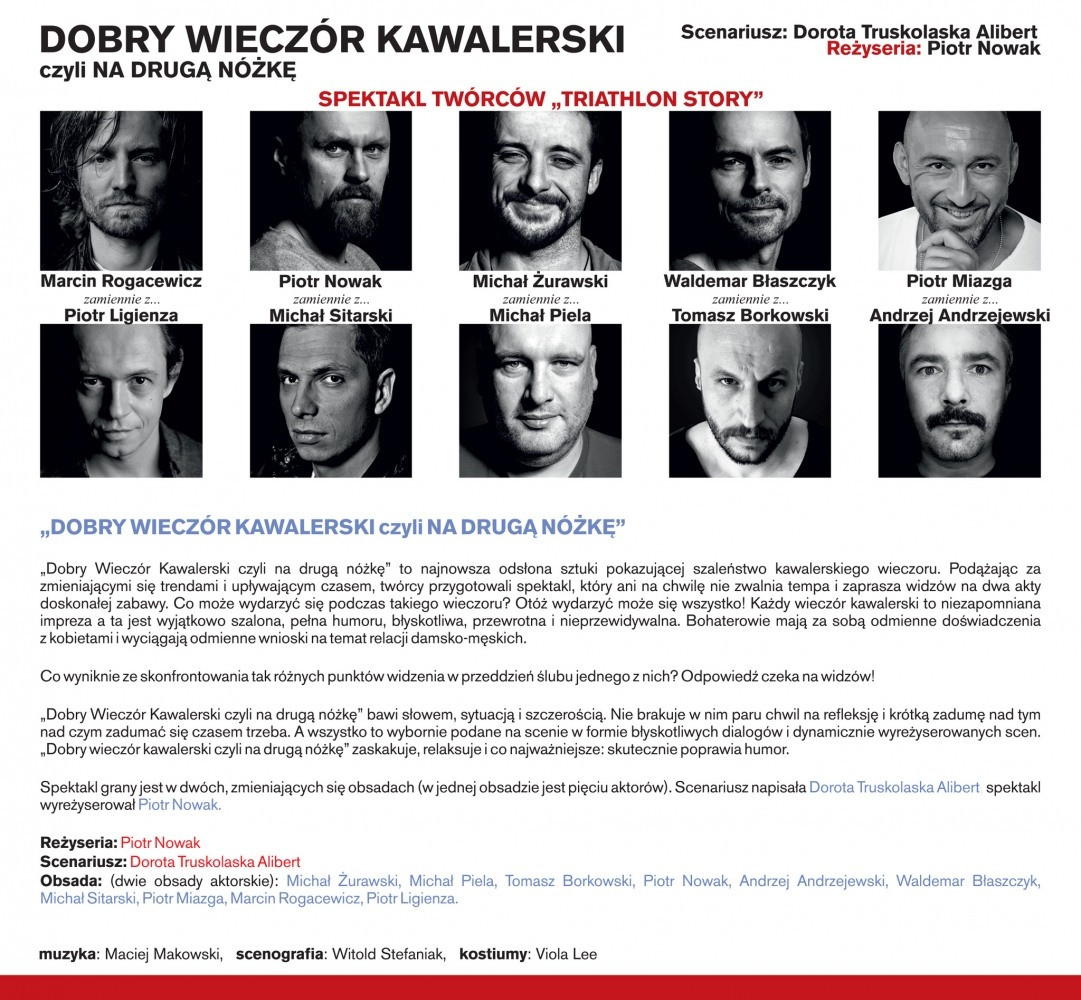 DOBRY WIECZÓR KAWALERSKI
czyli NA DRUGĄ NÓŻKĘ
Scenariusz: Dorota Truskolaska Alibert
Reżyseria: Piotr Nowak
SPEKTAKL TWÓRCÓW „TRIATHLON STORY”
Marcin Rogacewicz Piotr Nowak Michał Żurawski Waldemar Błaszczyk Piotr Miazga
zamiennie z... zamiennie z... zamiennie z... zamiennie z... zamiennie z...
Piotr Ligienza Michał Sitarski Michał Piela Tomasz Borkowski Andrzej Andrzejewski
„DOBRY WIECZÓR KAWALERSKI czyli NA DRUGĄ NÓŻKĘ”
„Dobry Wieczór Kawalerski czyli na drugą nóżkę” to najnowsza odsłona sztuki pokazującej szaleństwo kawalerskiego wieczoru. Podążając za
zmieniającymi się trendami i upływającym czasem, twórcy przygotowali spektakl, który ani na chwilę nie zwalnia tempa i zaprasza widzów na dwa akty
doskonałej zabawy. Co może wydarzyć się podczas takiego wieczoru? Otóż wydarzyć może się wszystko! Każdy wieczór kawalerski to niezapomniana
impreza a ta jest wyjątkowo szalona, pełna humoru, błyskotliwa, przewrotna i nieprzewidywalna. Bohaterowie mają za sobą odmienne doświadczenia
z kobietami i wyciągają odmienne wnioski na temat relacji damsko-męskich.
Co wyniknie ze skonfrontowania tak różnych punktów widzenia w przeddzień ślubu jednego z nich? Odpowiedź czeka na widzów!
„Dobry Wieczór Kawalerski czyli na drugą nóżkę” bawi słowem, sytuacją i szczerością. Nie brakuje w nim paru chwil na refleksję i krótką zadumę nad tym
nad czym zadumać się czasem trzeba. A wszystko to wybornie podane na scenie w formie błyskotliwych dialogów i dynamicznie wyreżyserowanych scen.
„Dobry wieczór kawalerski czyli na drugą nóżkę” zaskakuje, relaksuje i co najważniejsze: skutecznie poprawia humor.
Spektakl grany jest w dwóch, zmieniających się obsadach (w jednej obsadzie jest pięciu aktorów). Scenariusz napisała Dorota Truskolaska Alibert spektakl
wyreżyserował Piotr Nowak.
Reżyseria: Piotr Nowak
Scenariusz: Dorota Truskolaska Alibert
Obsada: (dwie obsady aktorskie): Michał Żurawski, Michał Piela, Tomasz Borkowski, Piotr Nowak, Andrzej Andrzejewski, Waldemar Błaszczyk,
Michał Sitarski, Piotr Miazga, Marcin Rogacewicz, Piotr Ligienza.
muzyka: Maciej Makowski, scenografia: Witold Stefaniak, kostiumy: Viola Lee